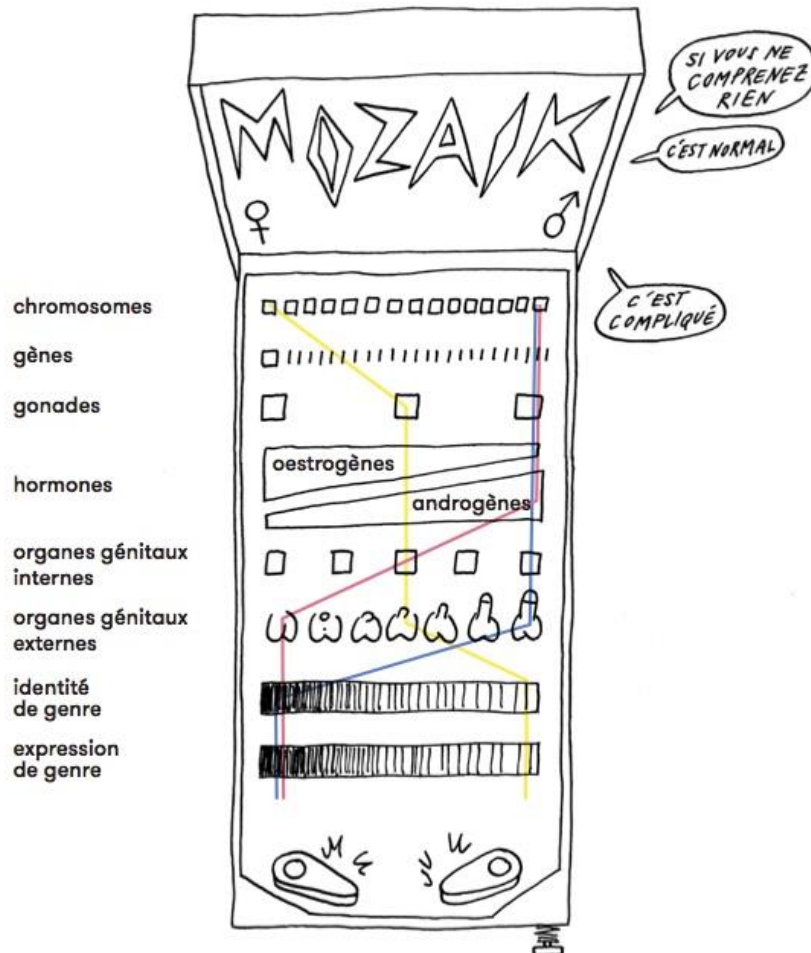 MOZAIK
♀ ♂
SI VOUS NE
COMPRENEZ
RIEN
C'EST NORMAL
C'EST
COMPLIQUÉ
chromosomes
gènes
gonades
hormones
oestrogènes
androgènes
organes génitaux
internes
organes génitaux
externes
identité
de genre
expression
de genre